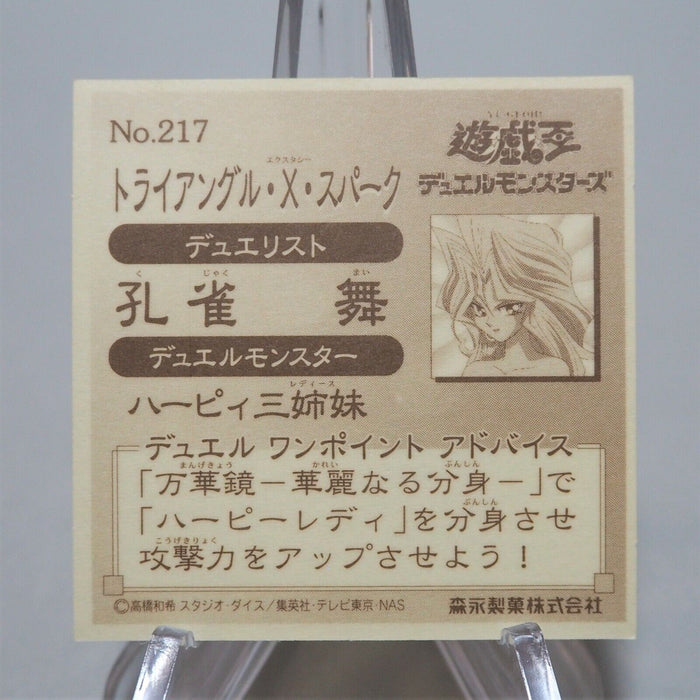 No.217
エクスタシー
トライアングル・X・スパーク
遊戯王
デュエルモンスターズ
デュエリスト
く じゃく まい
孔雀 舞
デュエルモンスター
レディース
ハーピィ三姉妹
デュエル ワンポイント アドバイス
まんげきょう かれい ぶんしん
「万華鏡−華麗なる分身−」で
ぶんしん
「ハーピーレディ」を分身させ
こうげきりょく
攻撃力をアップさせよう!
©高橋和希 スタジオ・ダイス/集英社・テレビ東京・NAS
森永製菓株式会社